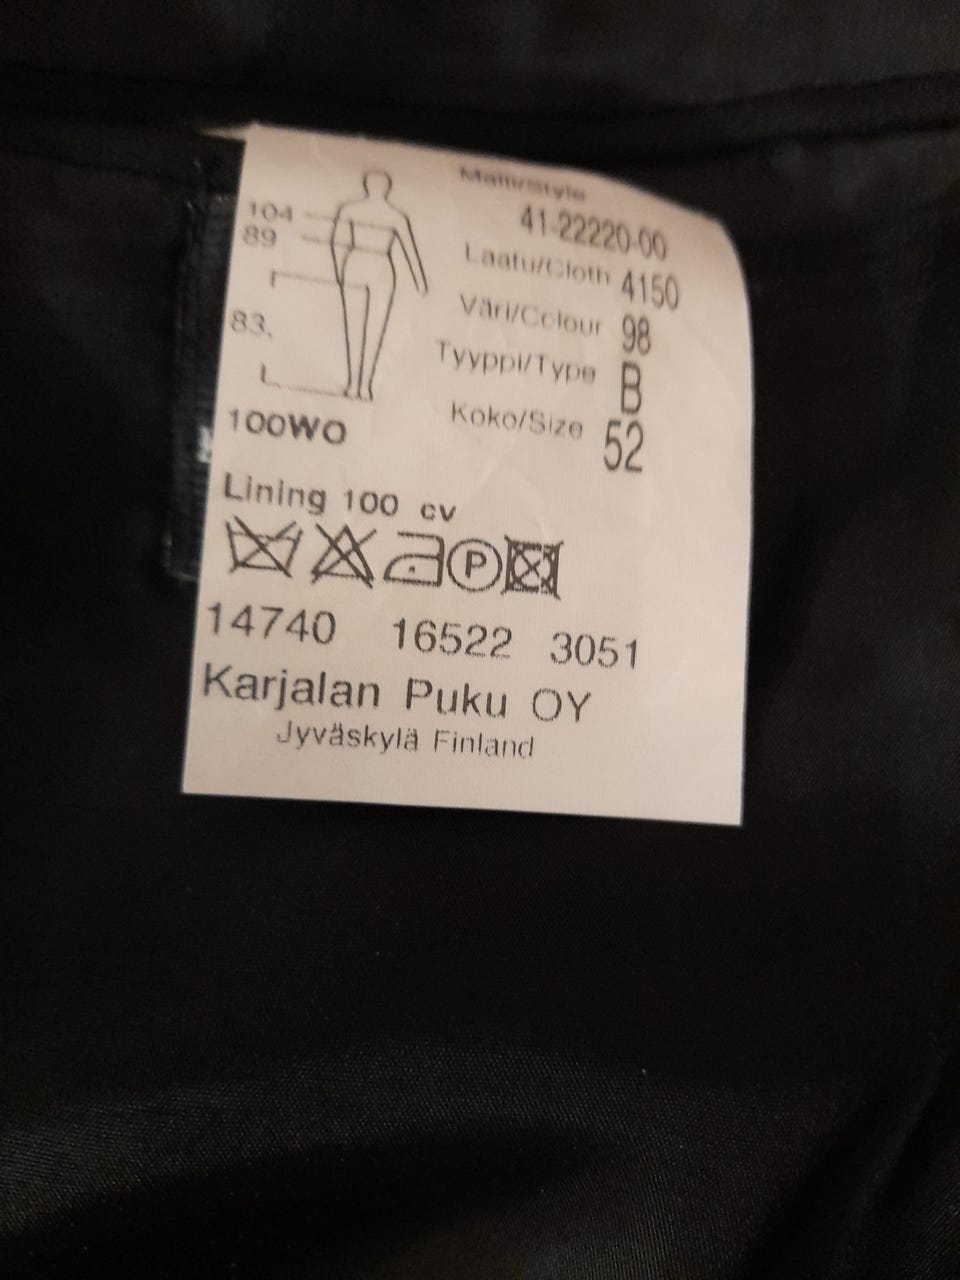 Malli/Style
41-22220-00
104
89
Laatu/Cloth 4150
Väri/Colour 98
83.
Tyyppi/Type B
Koko/Size 52
100WO
Lining 100 cv
P
14740 16522 3051
Karjalan Puku OY
Jyväskylä Finland